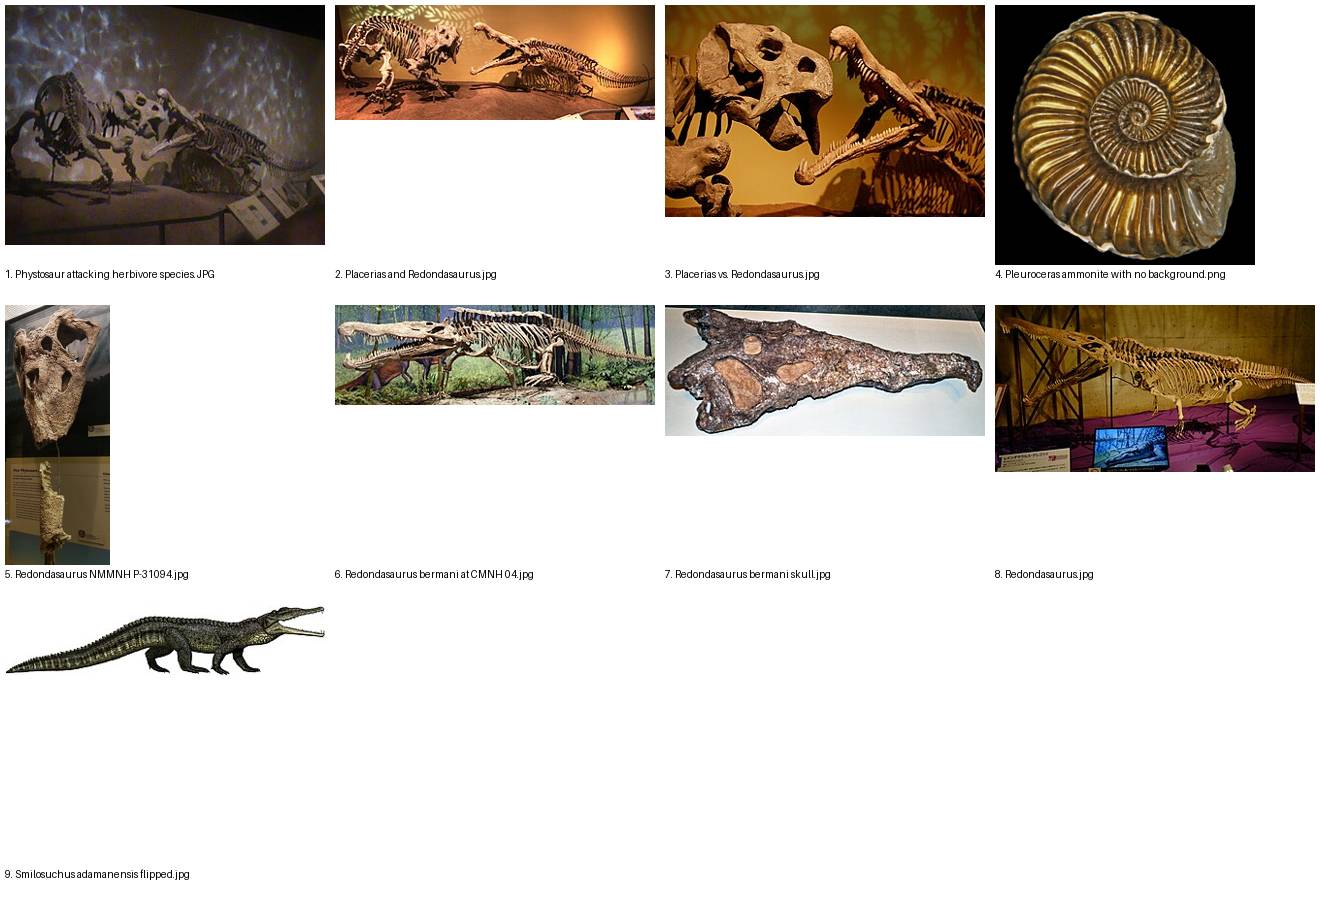 1. Phystosaur attacking herbivore species.JPG
2. Placerias and Redondasaurus.jpg
3. Placerias vs. Redondasaurus.jpg
4. Pleuroceras ammonite with no background.png
5. Redondasaurus NMMNH P-31094.jpg
6. Redondasaurus bermani at CMNH 04.jpg
7. Redondasaurus bermani skull.jpg
8. Redondasaurus.jpg
9. Smilosuchus adamanensis flipped.jpg